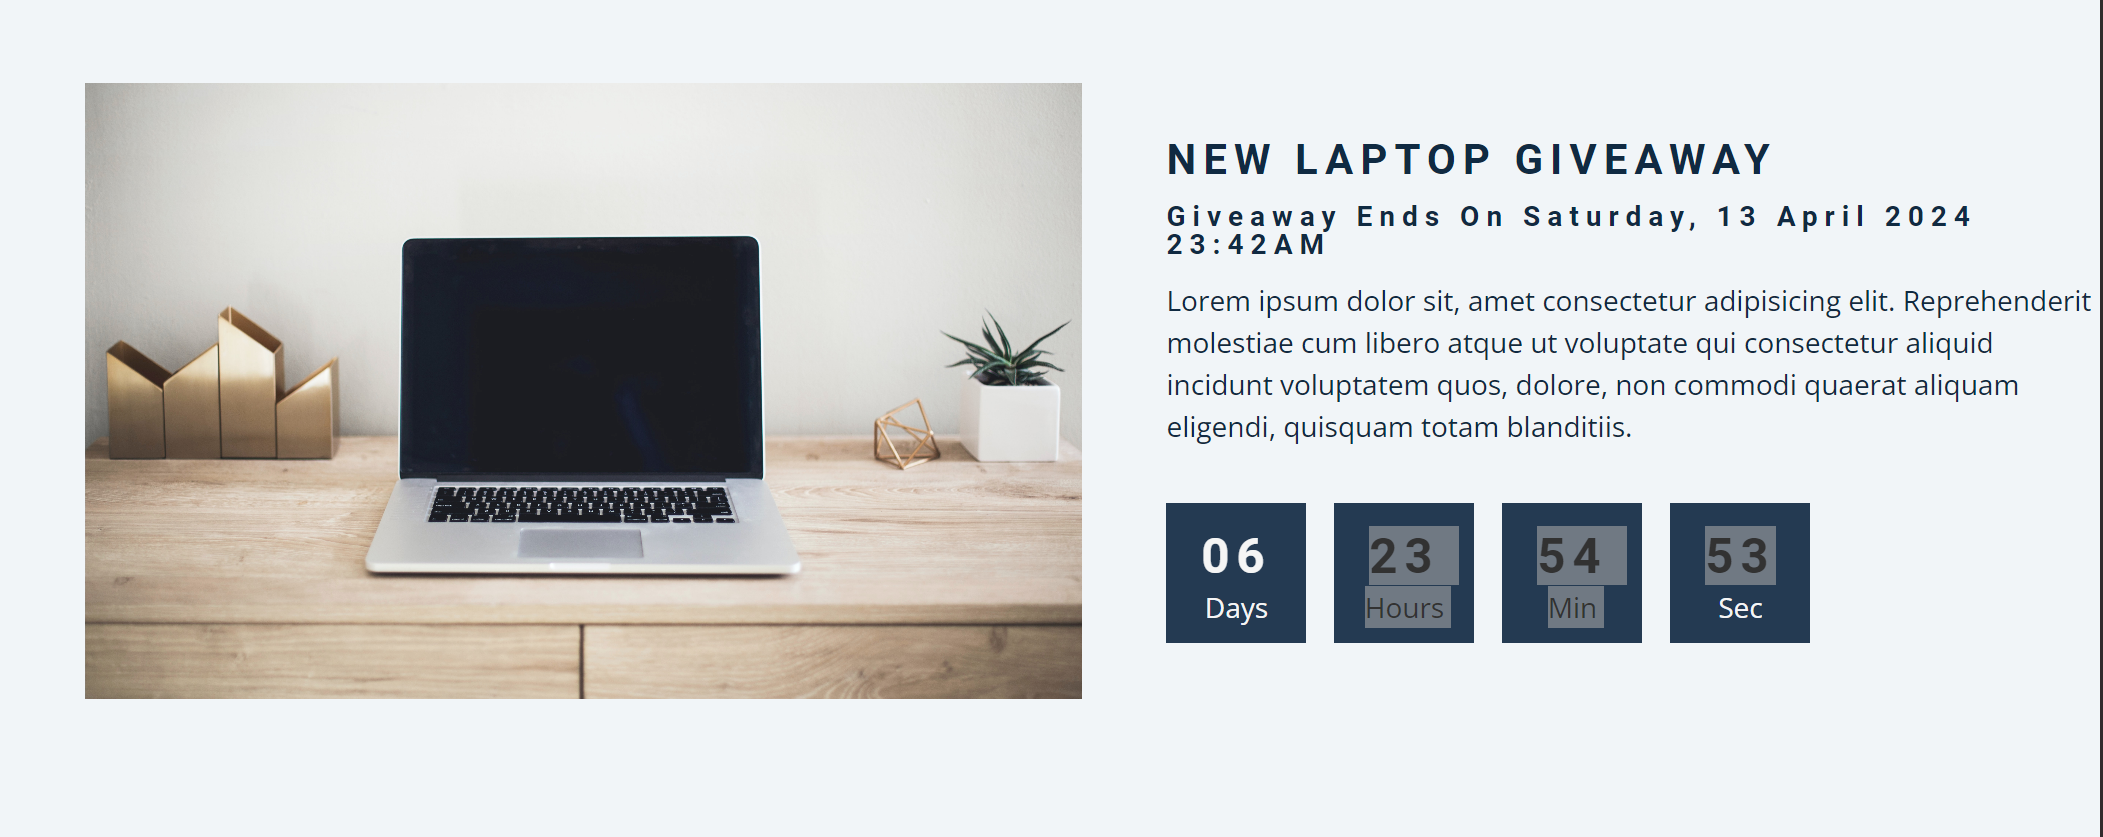 NEW LAPTOP GIVEAWAY
Giveaway Ends On Saturday, 13 April 2024
23:42AM
Lorem ipsum dolor sit, amet consectetur adipisicing elit. Reprehenderit
molestiae cum libero atque ut voluptate qui consectetur aliquid
incidunt voluptatem quos, dolore, non commodi quaerat aliquam
eligendi, quisquam totam blanditiis.
06 23 54 53
Days Hours Min Sec